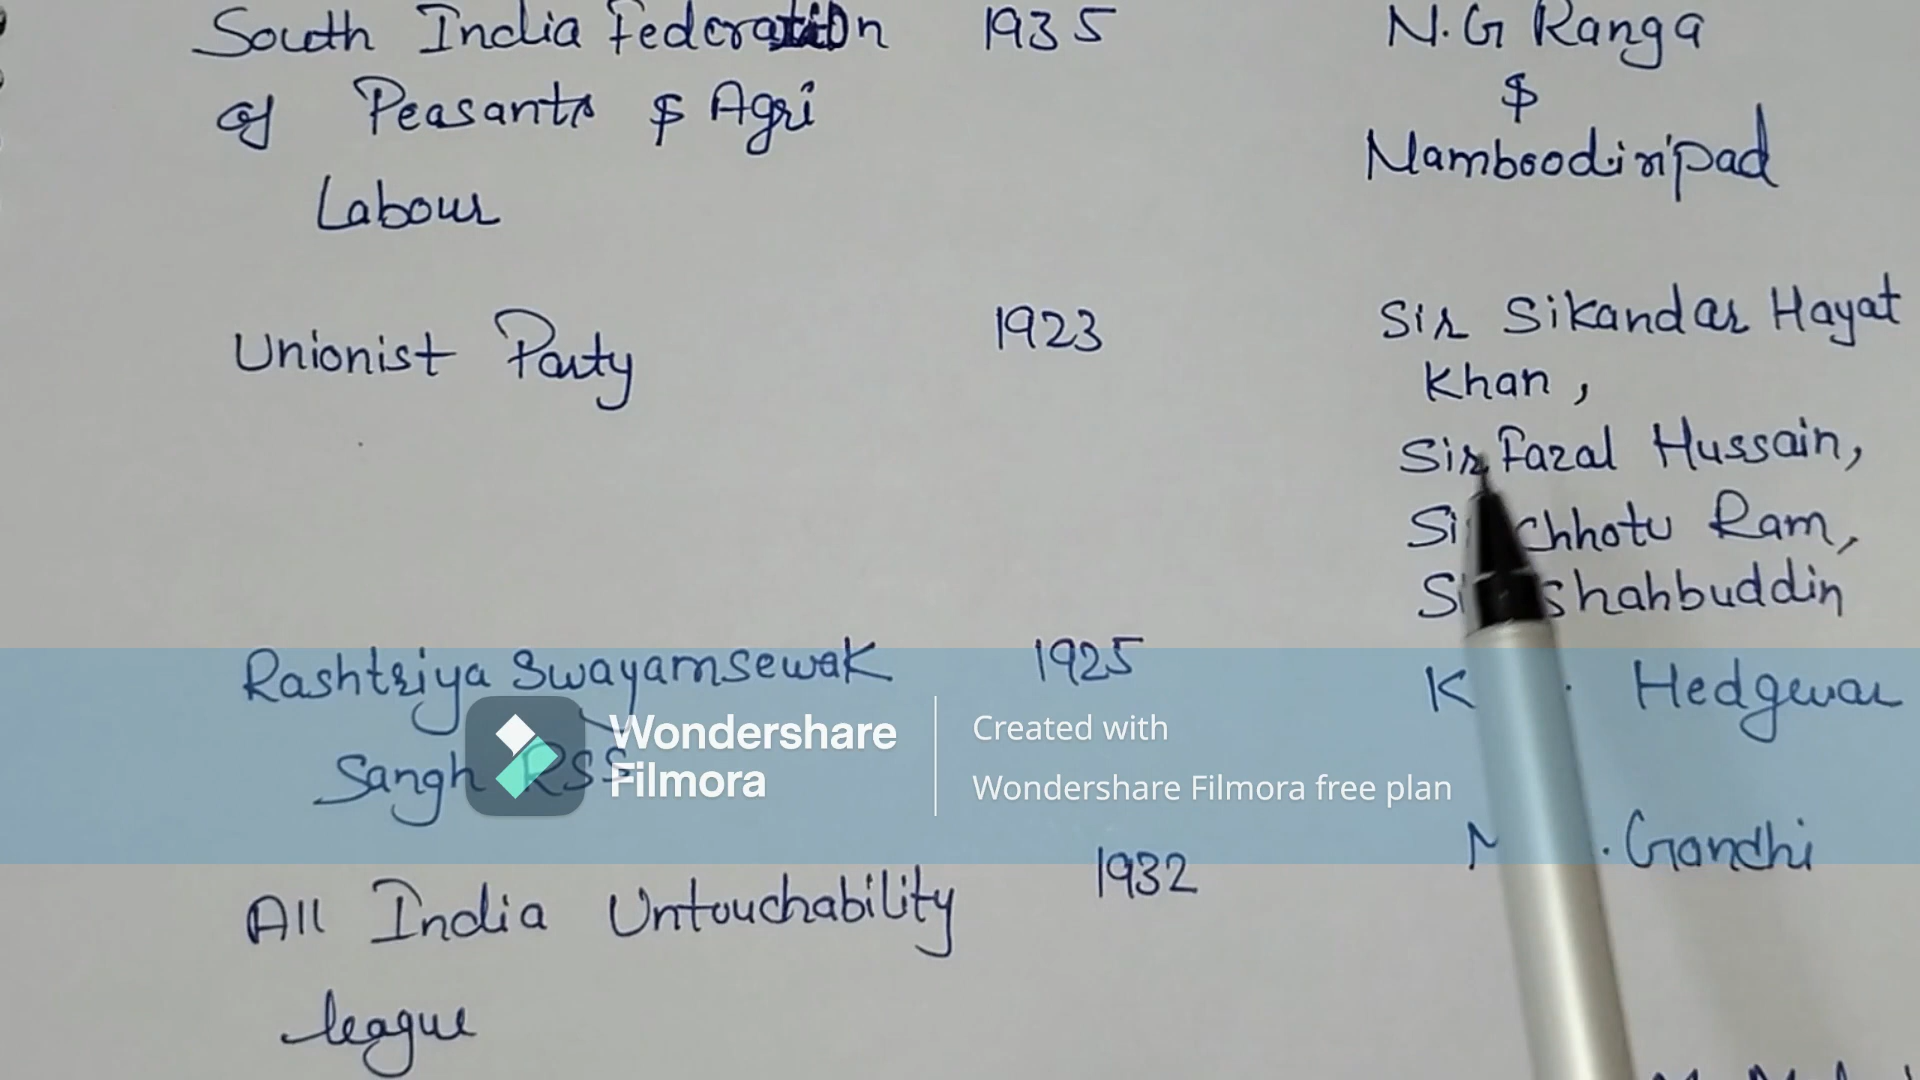 South India Federation 1935 N.G Ranga
of Peasants & Agri &
Namboodiripad
Labour
Unionist Party 1923 Sir Sikandar Hayat
Khan,
Sir Fazal Hussain,
Chhotu Ram,
Shahbuddin
Rashtriya Swayamsewak 1925 K Hedgewar
Sangh RSS
Wondershare
Filmora
Created with
Wondershare Filmora free plan
All India Untouchability 1932 Gandhi
league